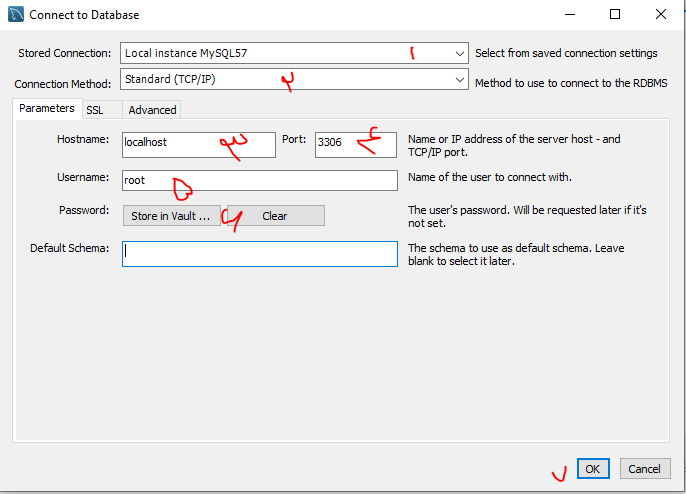 Connect to Database
Stored Connection: Local instance MySQL57 ۱ Select from saved connection settings
Connection Method: Standard (TCP/IP) ۲ Method to use to connect to the RDBMS
Parameters SSL Advanced
Hostname: localhost ۳ Port: 3306 ۴ Name or IP address of the server host - and
TCP/IP port.
Username: root ۵ Name of the user to connect with.
Password: Store in Vault ... ۶ Clear The user's password. Will be requested later if it's
not set.
Default Schema: The schema to use as default schema. Leave
blank to select it later.
۷ OK Cancel